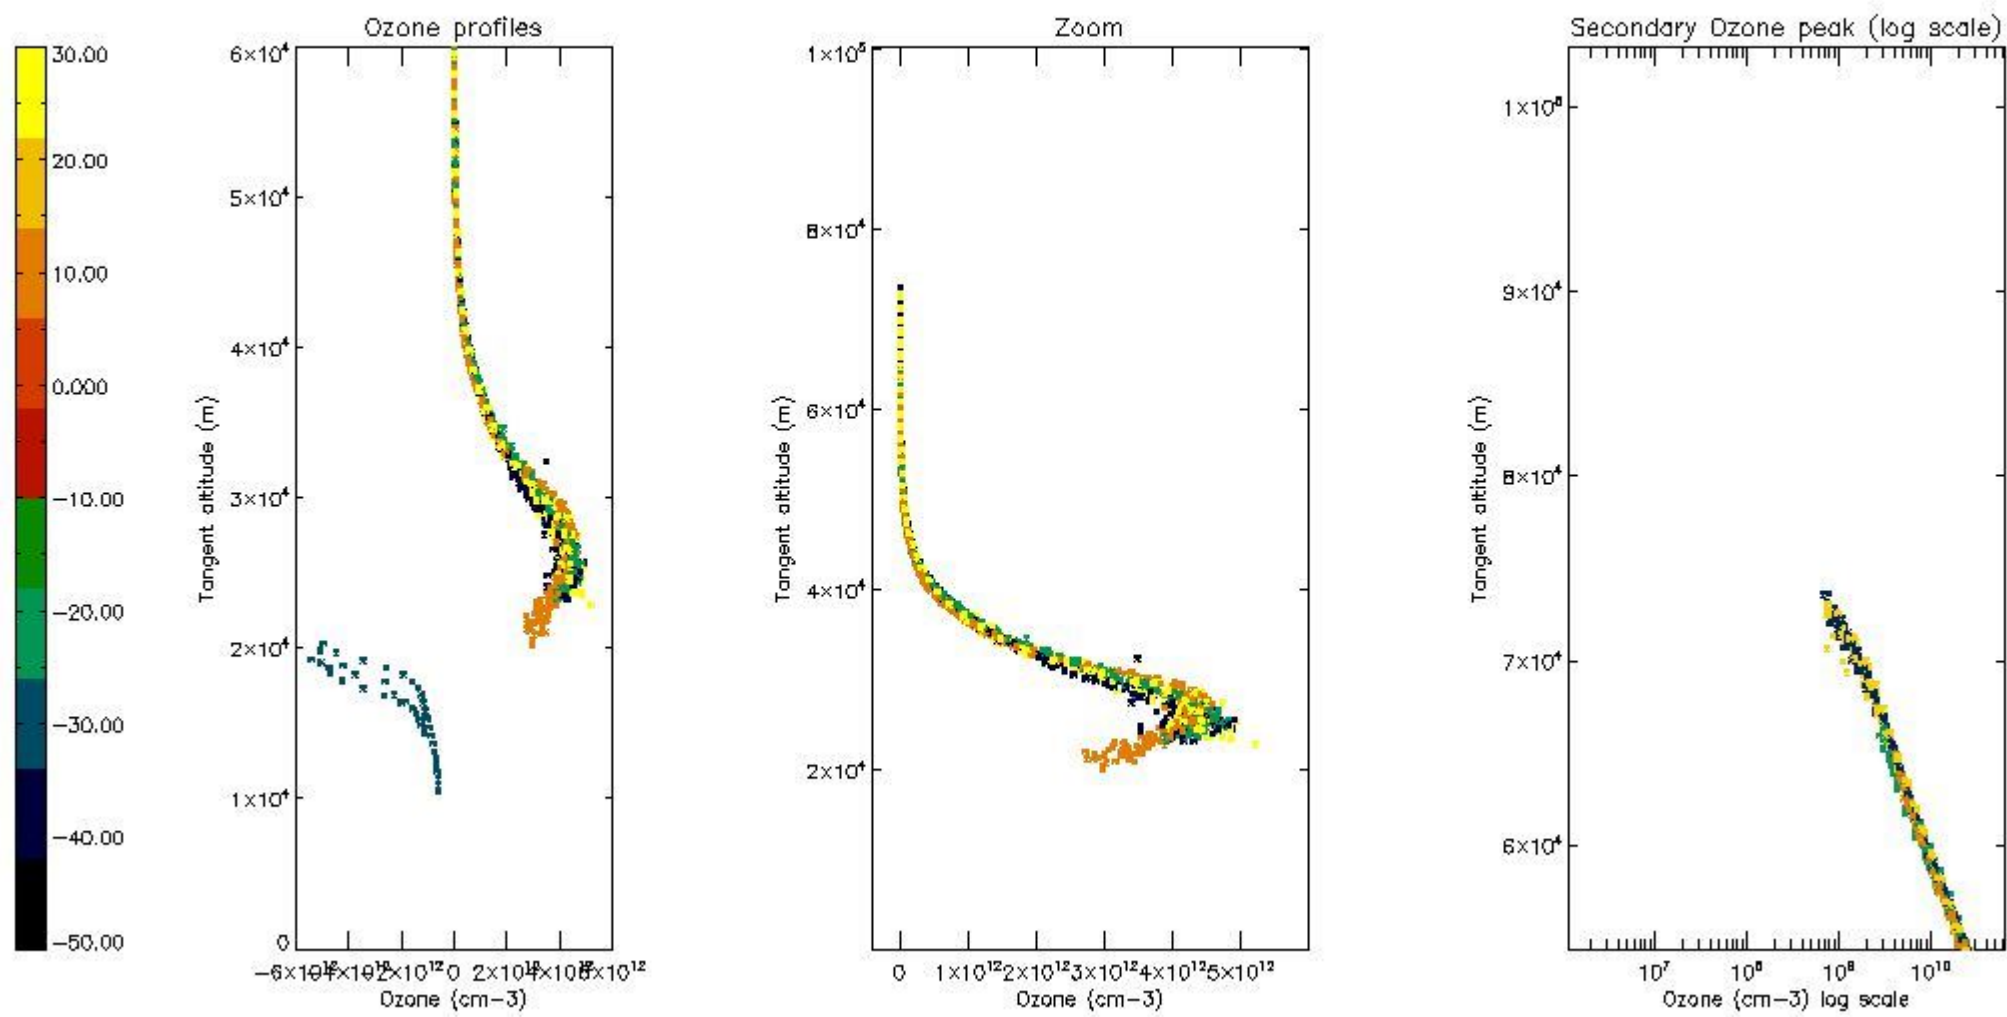 Ozone profiles
Zoom
Secondary Ozone peak (log scale)
30.00
20.00
10.00
0.000
−10.00
−20.00
−30.00
−40.00
−50.00
6×10⁴
5×10⁴
4×10⁴
3×10⁴
2×10⁴
1×10⁴
0
Tangent altitude (m)
0
Ozone (cm−3)
1×10⁵
8×10⁴
6×10⁴
4×10⁴
2×10⁴
Tangent altitude (m)
0 1×10¹² 2×10¹² 3×10¹² 4×10¹² 5×10¹²
Ozone (cm−3)
9×10⁴
8×10⁴
7×10⁴
6×10⁴
Tangent altitude (m)
10⁷ 10⁸ 10⁹ 10¹⁰
Ozone (cm−3) log scale